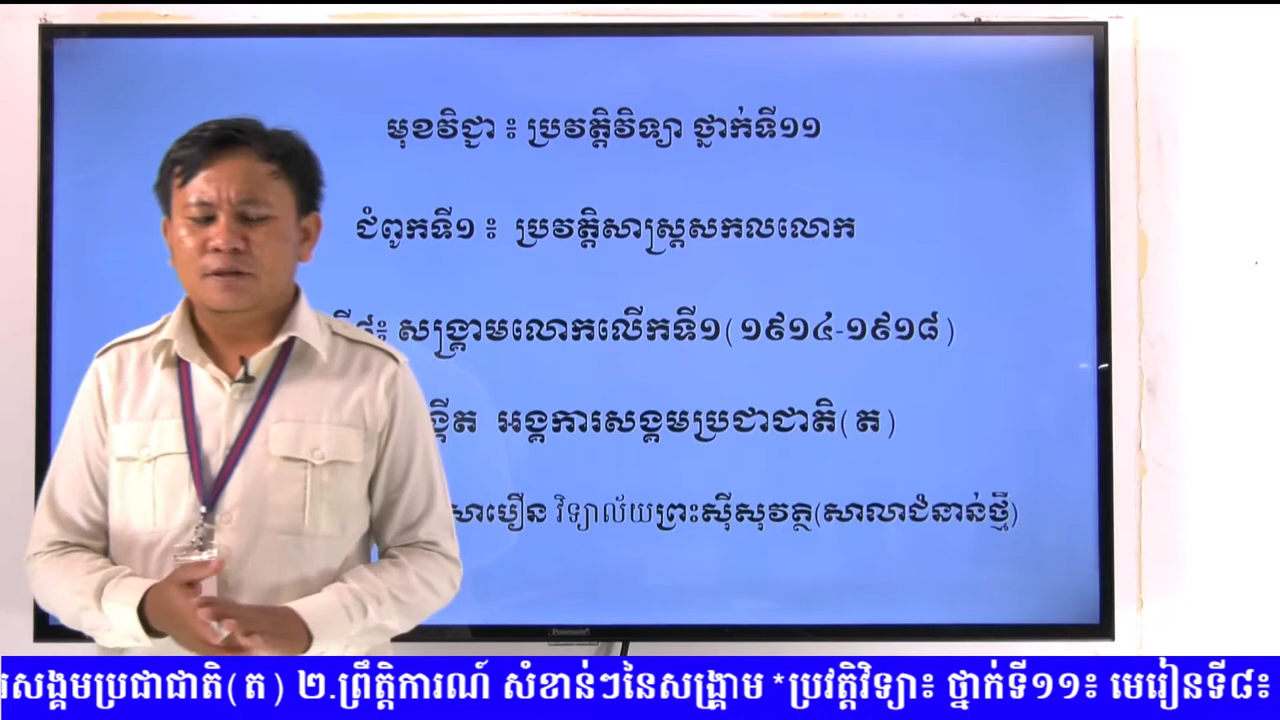 មុខវិជ្ជា ៖ ប្រវត្តិវិទ្យា ថ្នាក់ទី១១
ជំពូកទី១ ៖ ប្រវត្តិសាស្ត្រសកលលោក
សង្គ្រាមលោកលើកទី១(១៩១៤-១៩១៨)
អង្គការសង្គមប្រជាជាតិ(ត)
សាបឿន វិទ្យាល័យព្រះស៊ីសុវត្ថិ(សាលាជំនាន់ថ្មី)
សង្គមប្រជាជាតិ(ត) ២.ព្រឹត្តិការណ៍ សំខាន់ៗនៃសង្គ្រាម *ប្រវត្តិវិទ្យា៖ ថ្នាក់ទី១១៖ មេរៀនទី៨៖